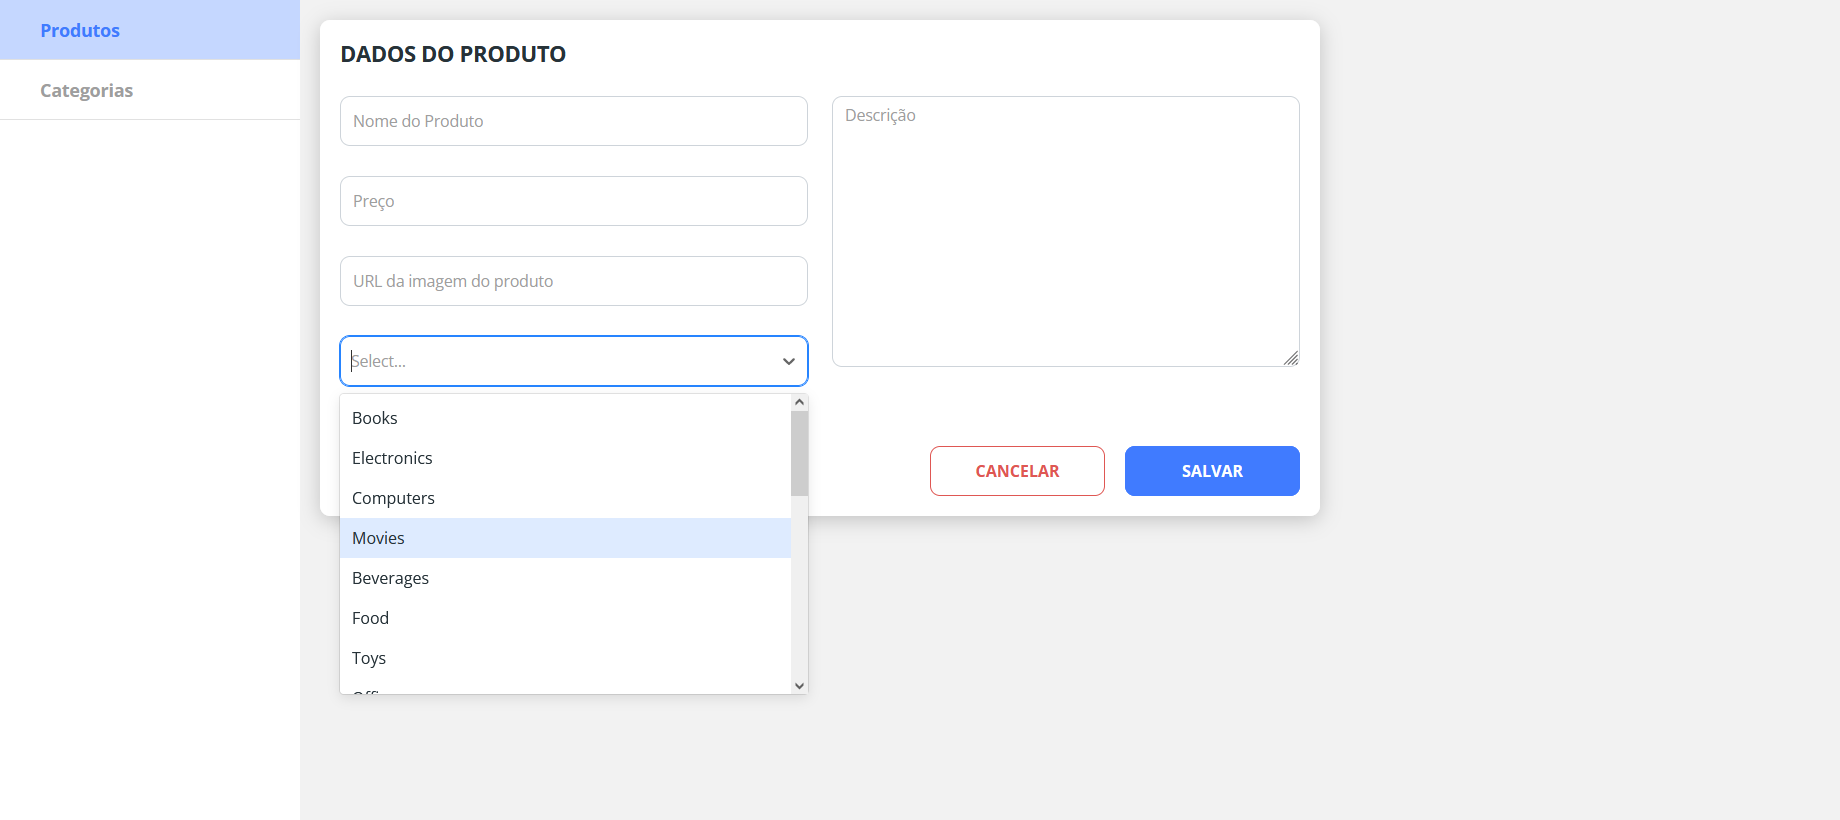 Produtos
Categorias
DADOS DO PRODUTO
Nome do Produto
Descrição
Preço
URL da imagem do produto
Select...
Books
Electronics
CANCELAR
SALVAR
Computers
Movies
Beverages
Food
Toys